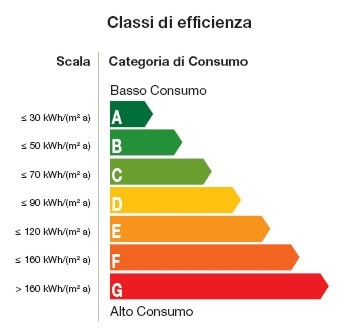 Classi di efficienza
Scala Categoria di Consumo
Basso Consumo
≤ 30 kWh/(m² a) A
≤ 50 kWh/(m² a) B
≤ 70 kWh/(m² a) C
≤ 90 kWh/(m² a) D
≤ 120 kWh/(m² a) E
≤ 160 kWh/(m² a) F
> 160 kWh/(m² a) G
Alto Consumo